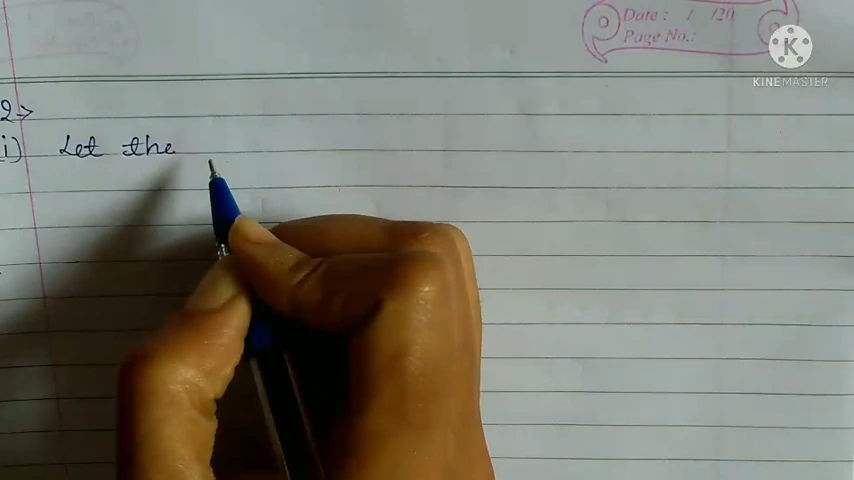 Date: / /20
Page No.:
KINEMASTER
2→
i) Let the